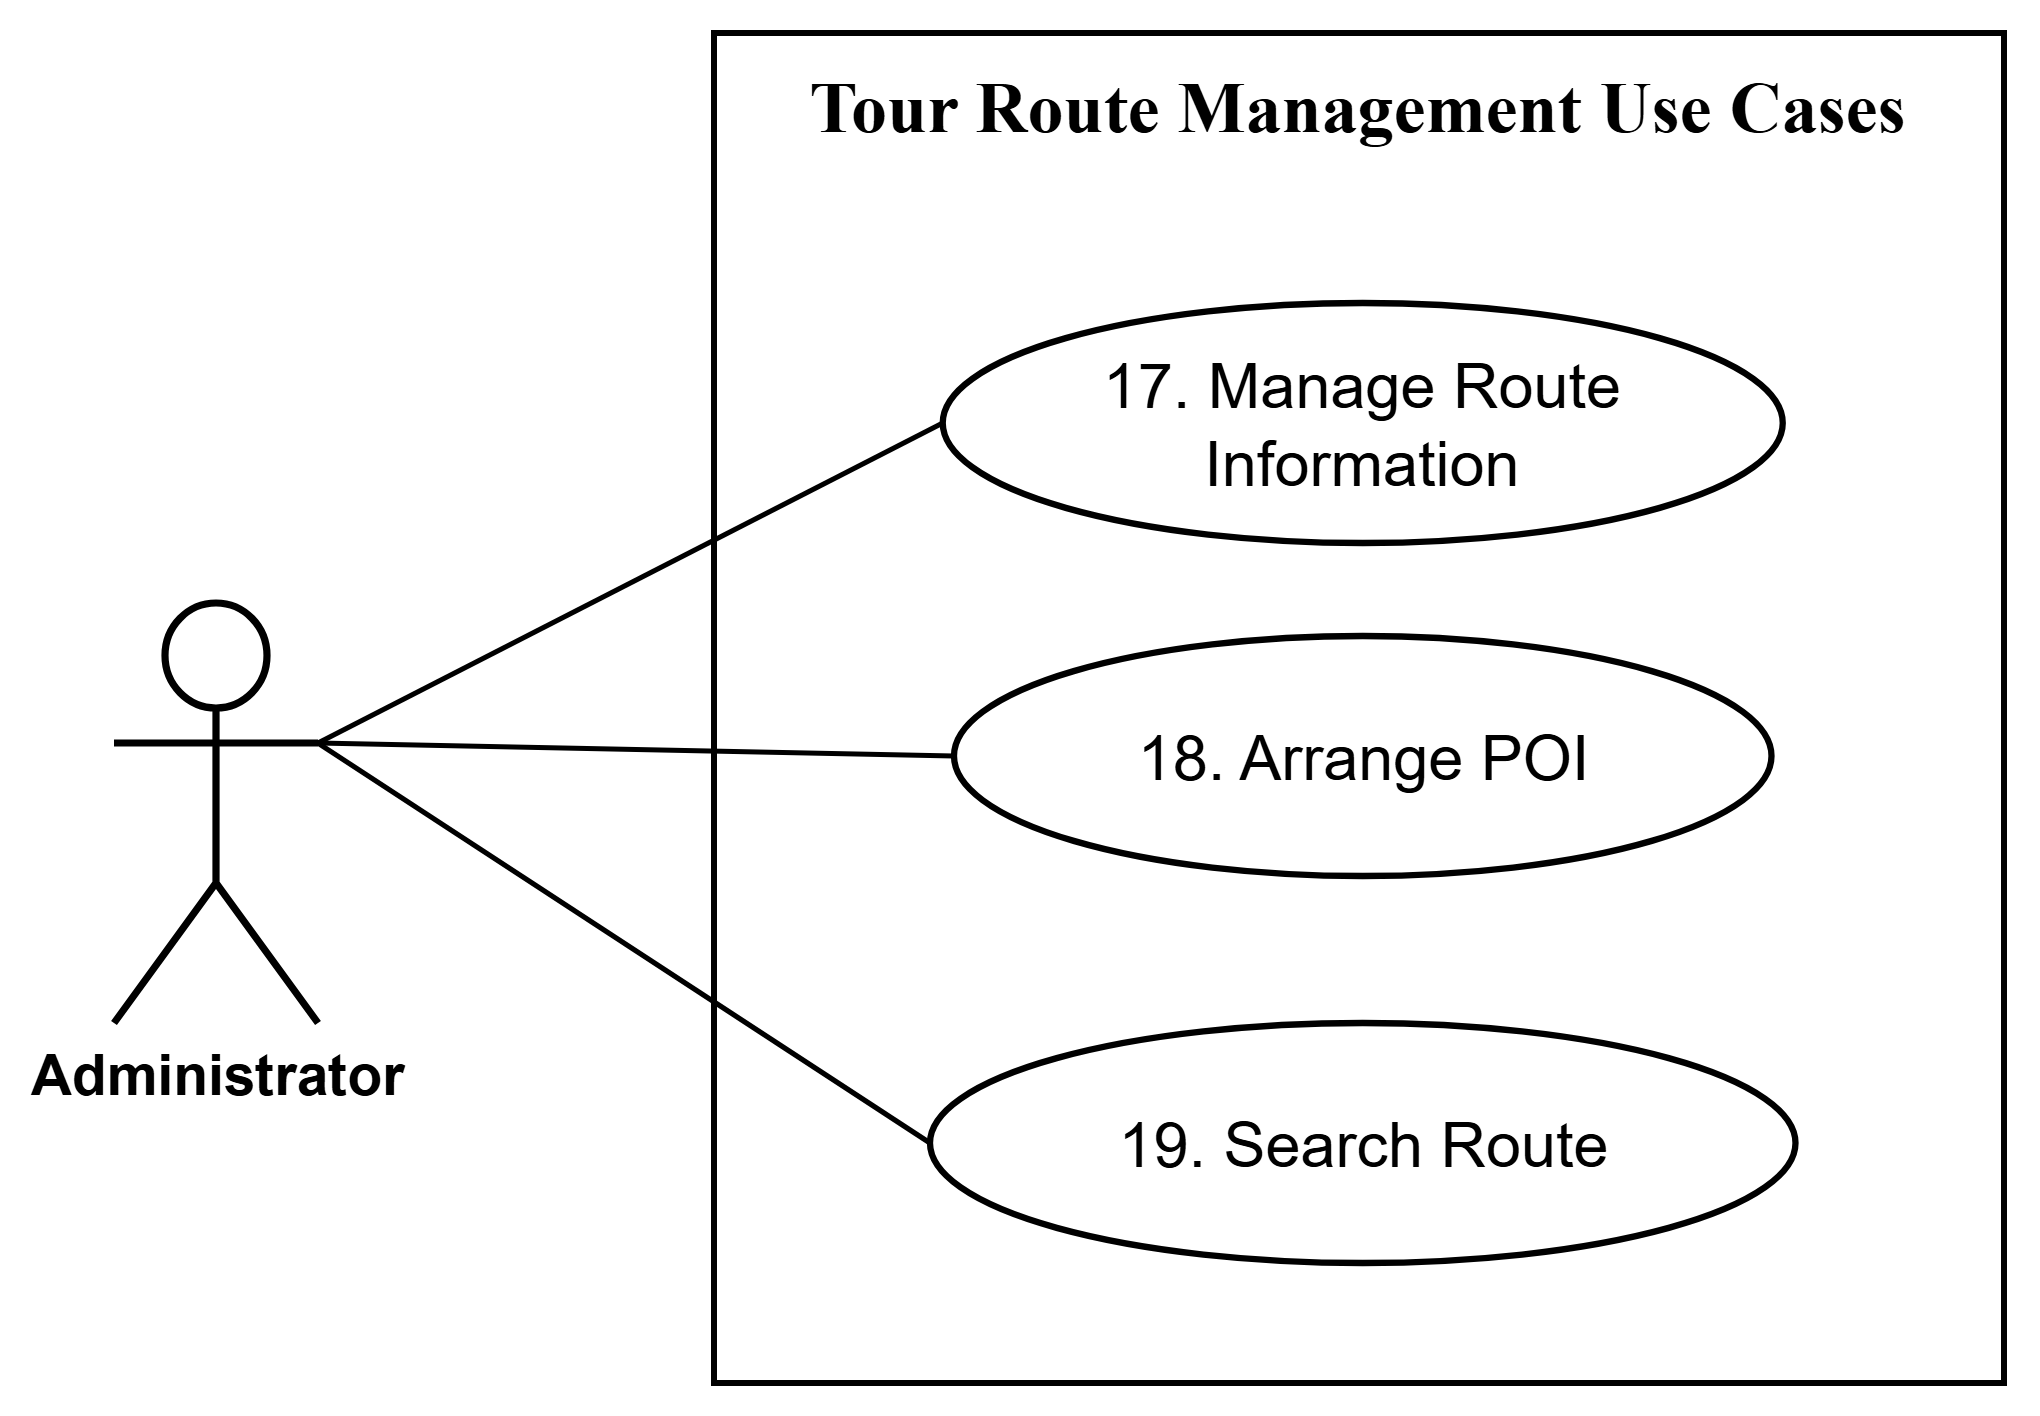 Tour Route Management Use Cases
17. Manage Route
Information
18. Arrange POI
19. Search Route
Administrator